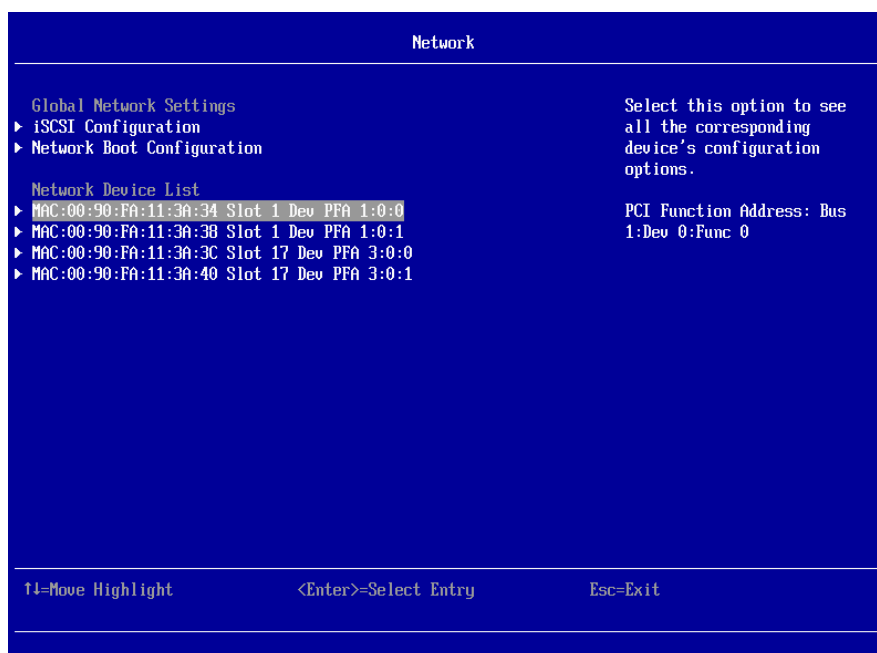 Network
Global Network Settings
iSCSI Configuration
Network Boot Configuration
Network Device List
MAC:00:90:FA:11:3A:34 Slot 1 Dev PFA 1:0:0
MAC:00:90:FA:11:3A:38 Slot 1 Dev PFA 1:0:1
MAC:00:90:FA:11:3A:3C Slot 17 Dev PFA 3:0:0
MAC:00:90:FA:11:3A:40 Slot 17 Dev PFA 3:0:1
Select this option to see
all the corresponding
device's configuration
options.
PCI Function Address: Bus
1:Dev 0:Func 0
↑↓=Move Highlight
<Enter>=Select Entry
Esc=Exit